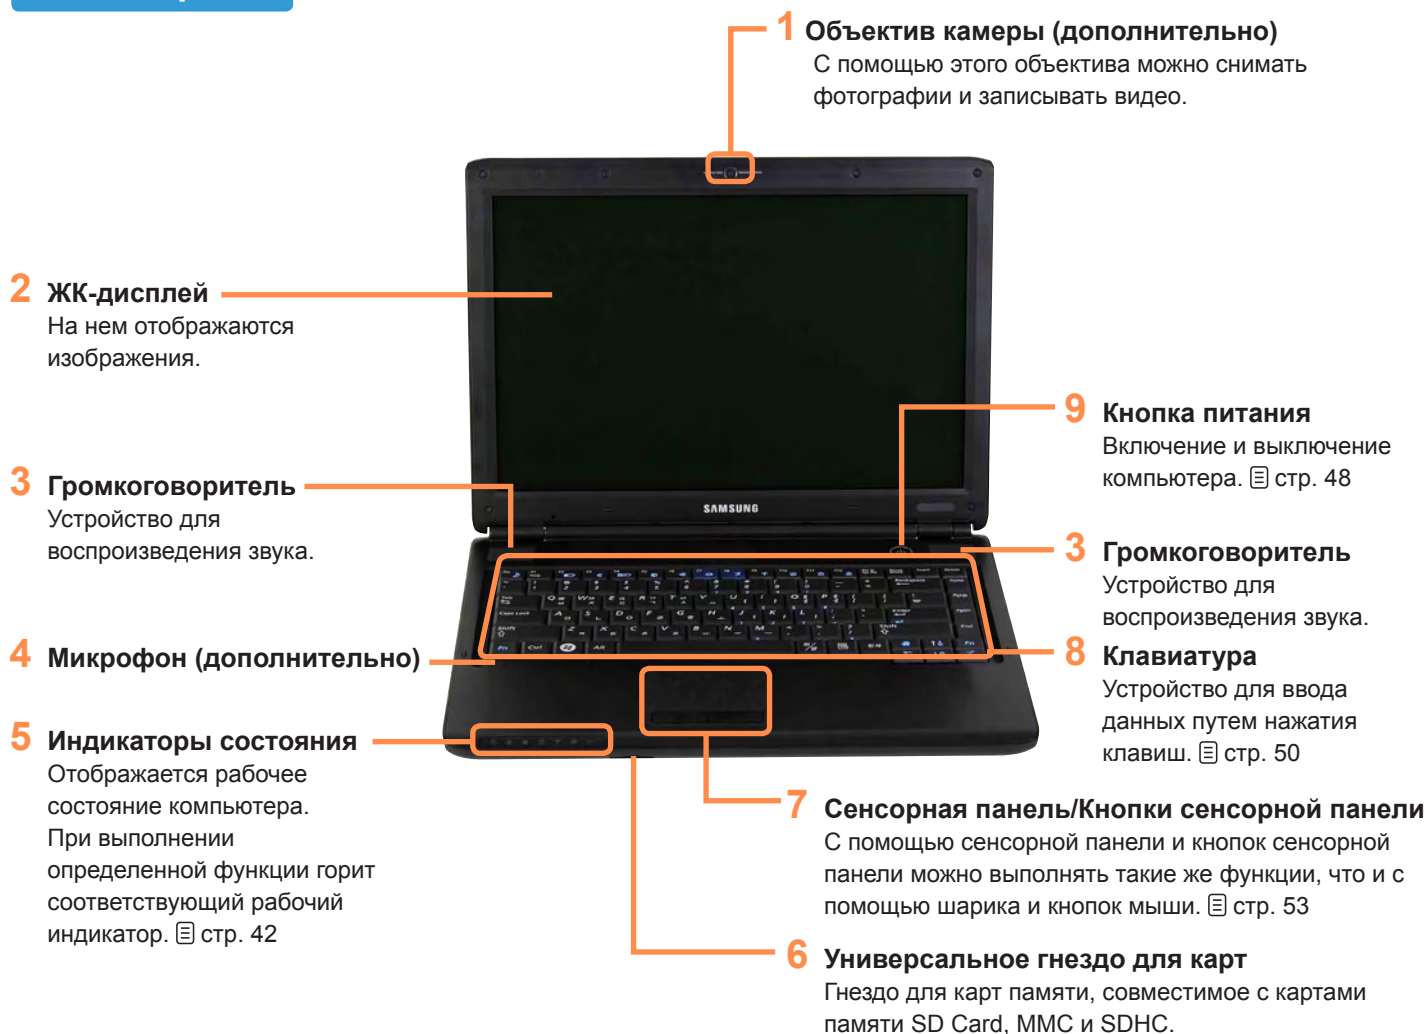 1 Объектив камеры (дополнительно)
С помощью этого объектива можно снимать
фотографии и записывать видео.
2 ЖК-дисплей
На нем отображаются
изображения.
3 Громкоговоритель
Устройство для
воспроизведения звука.
4 Микрофон (дополнительно)
5 Индикаторы состояния
Отображается рабочее
состояние компьютера.
При выполнении
определенной функции горит
соответствующий рабочий
индикатор. стр. 42
SAMSUNG
9 Кнопка питания
Включение и выключение
компьютера. стр. 48
3 Громкоговоритель
Устройство для
воспроизведения звука.
8 Клавиатура
Устройство для ввода
данных путем нажатия
клавиш. стр. 50
7 Сенсорная панель/Кнопки сенсорной панели
С помощью сенсорной панели и кнопок сенсорной
панели можно выполнять такие же функции, что и с
помощью шарика и кнопок мыши. стр. 53
6 Универсальное гнездо для карт
Гнездо для карт памяти, совместимое с картами
памяти SD Card, MMC и SDHC.